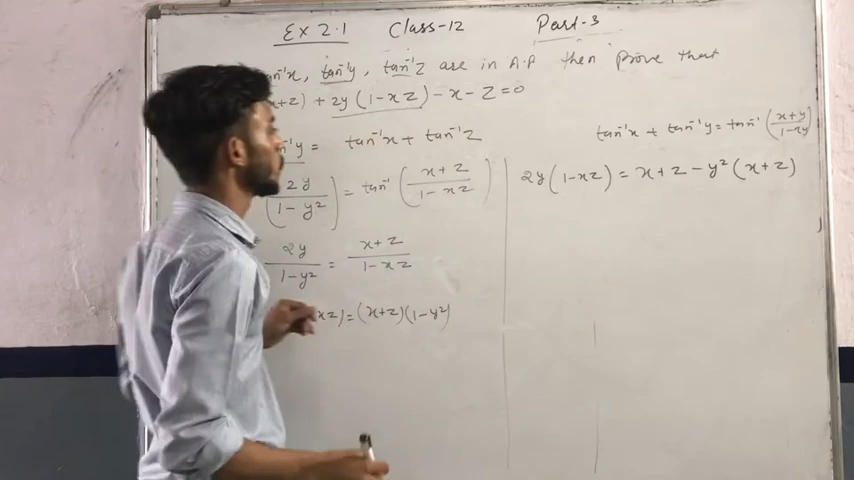 Ex 2.1 Class-12 Part-3
tan⁻¹x, tan⁻¹y, tan⁻¹z are in A.P then prove that
+z) + 2y(1-xz) -x-z=0
y = tan⁻¹x + tan⁻¹z
(2y/(1-y²)) = tan⁻¹((x+z)/(1-xz))
2y/(1-y²) = (x+z)/(1-xz)
xz)=(x+z)(1-y²)
tan⁻¹x + tan⁻¹y = tan⁻¹((x+y)/(1-xy))
2y(1-xz) = x+z-y²(x+z)